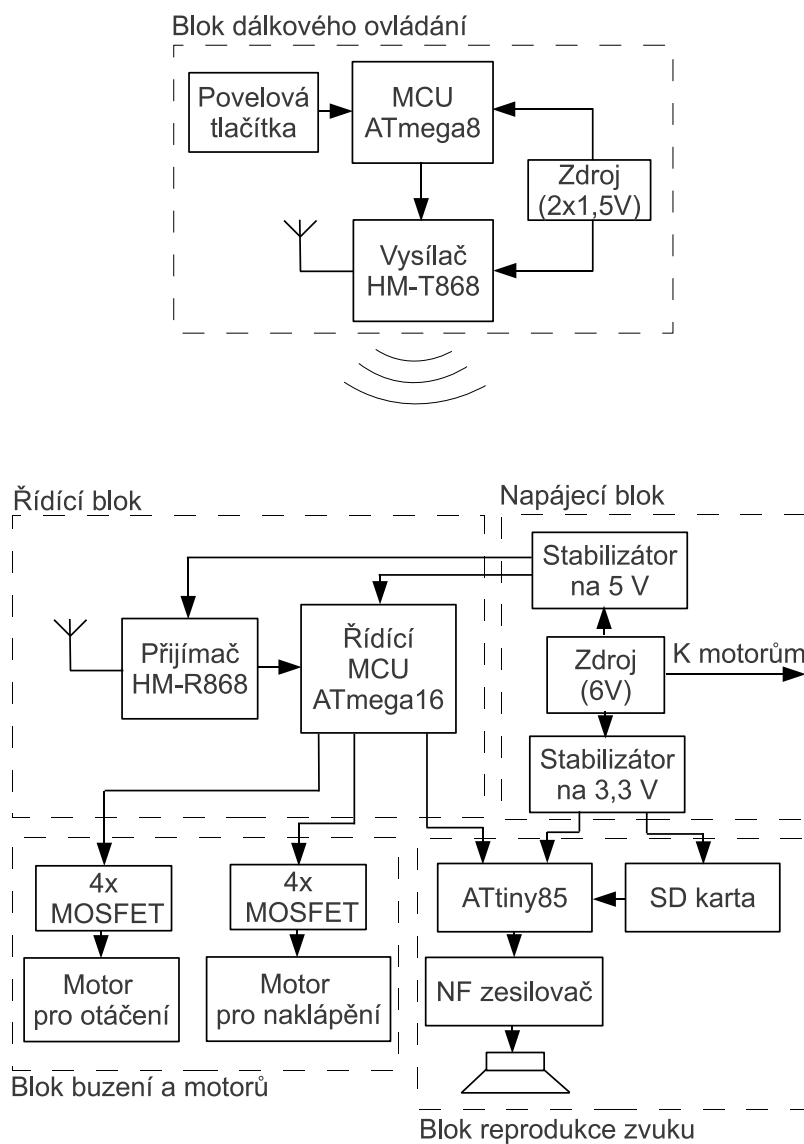 Blok dálkového ovládání
Povelová
tlačítka
MCU
ATmega8
Zdroj
(2x1,5V)
Vysílač
HM-T868
Řídící blok
Napájecí blok
Stabilizátor
na 5 V
Přijímač
HM-R868
Řídící
MCU
ATmega16
Zdroj
(6V)
K motorům
Stabilizátor
na 3,3 V
4x
MOSFET
4x
MOSFET
ATtiny85
SD karta
Motor
pro otáčení
Motor
pro naklápění
NF zesilovač
Blok buzení a motorů
Blok reprodukce zvuku